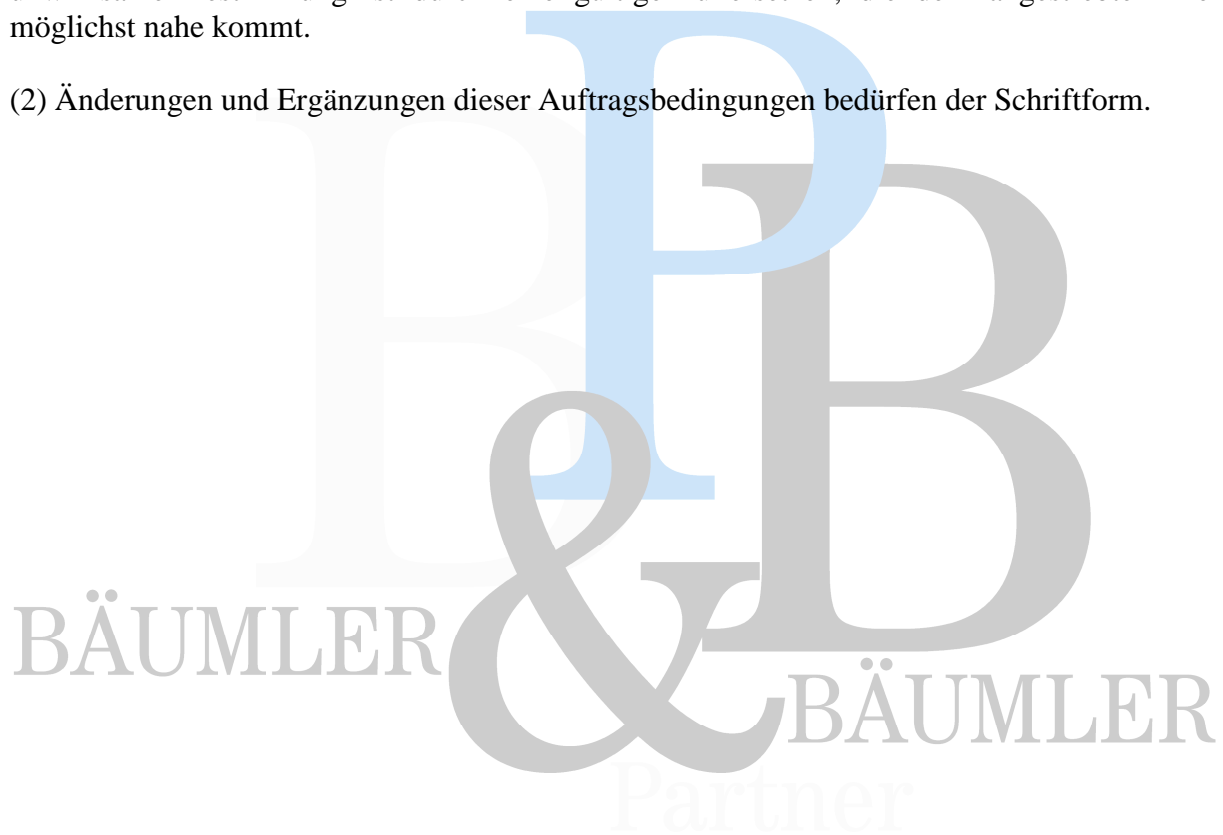 möglichst nahe kommt.
(2) Änderungen und Ergänzungen dieser Auftragsbedingungen bedürfen der Schriftform.
B P B
&
BÄUMLER
BÄUMLER
Partner